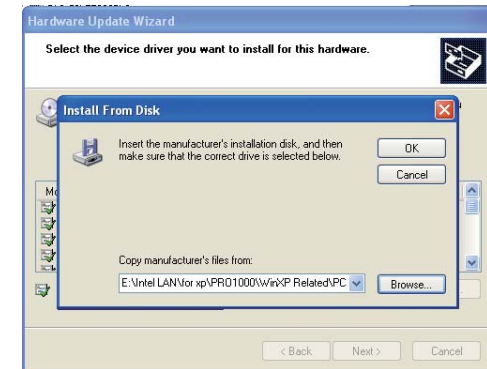 Hardware Update Wizard
Select the device driver you want to install for this hardware.
Install From Disk
Insert the manufacturer's installation disk, and then
make sure that the correct drive is selected below.
OK
Cancel
Mo
Copy manufacturer's files from:
E:\Intel LAN\for xp\PRO1000\WinXP Related\PC
Browse...
< Back
Next >
Cancel